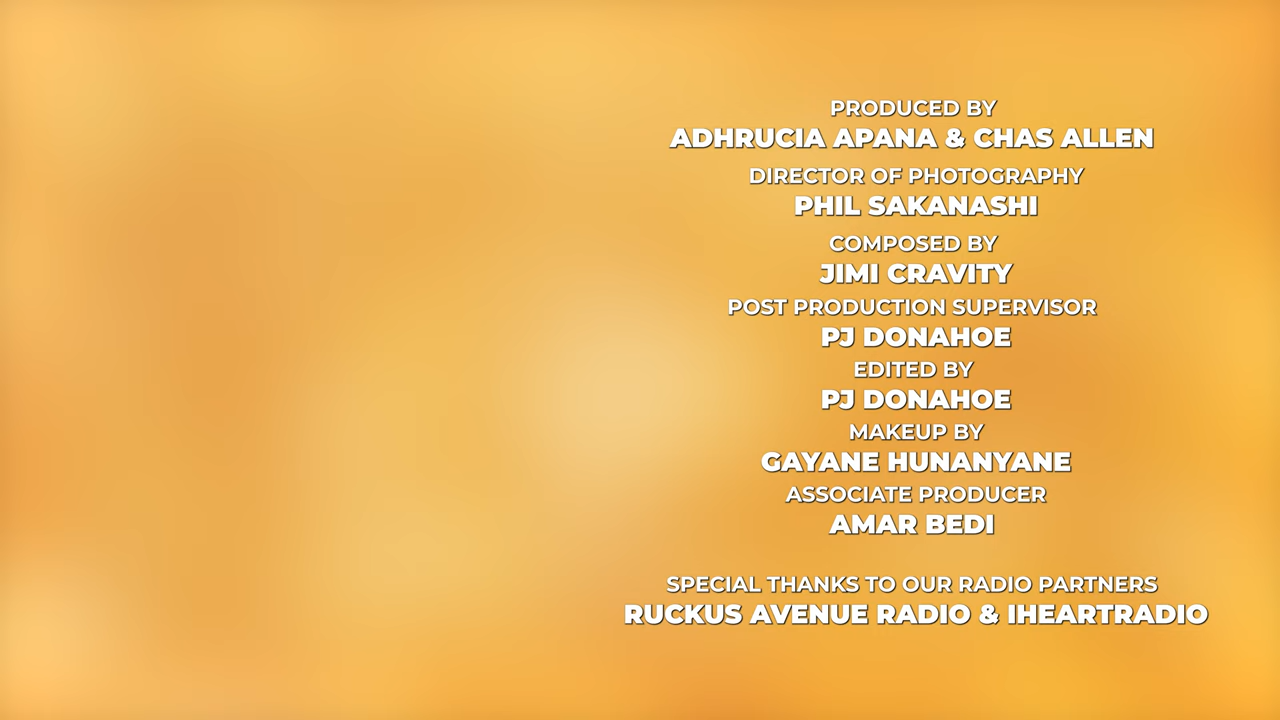 PRODUCED BY
ADHRUCIA APANA & CHAS ALLEN
DIRECTOR OF PHOTOGRAPHY
PHIL SAKANASHI
COMPOSED BY
JIMI CRAVITY
POST PRODUCTION SUPERVISOR
PJ DONAHOE
EDITED BY
PJ DONAHOE
MAKEUP BY
GAYANE HUNANYANE
ASSOCIATE PRODUCER
AMAR BEDI
SPECIAL THANKS TO OUR RADIO PARTNERS
RUCKUS AVENUE RADIO & IHEARTRADIO